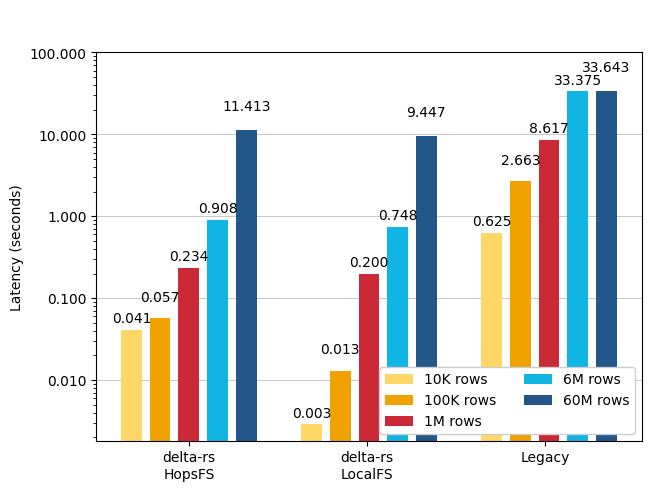 100.000
10.000
1.000
0.100
0.010
Latency (seconds)
0.041
0.057
0.234
0.908
11.413
0.003
0.013
0.200
0.748
9.447
0.625
2.663
8.617
33.375
33.643
10K rows
100K rows
1M rows
6M rows
60M rows
delta-rs
HopsFS
delta-rs
LocalFS
Legacy